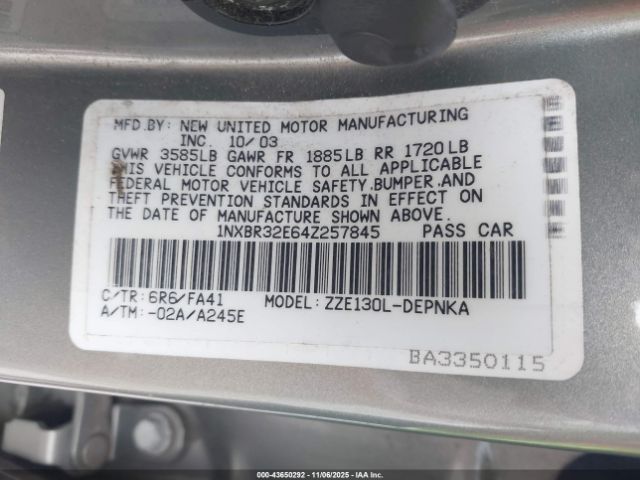 MFD.BY: NEW UNITED MOTOR MANUFACTURING
INC. 10/03
GVWR 3585LB GAWR FR 1885LB RR 1720LB
THIS VEHICLE CONFORMS TO ALL APPLICABLE
FEDERAL MOTOR VEHICLE SAFETY.BUMPER.AND
THEFT PREVENTION STANDARDS IN EFFECT ON
THE DATE OF MANUFACTURE SHOWN ABOVE.
1NXBR32E64Z257845 PASS CAR
C/TR:6R6/FA41 MODEL:ZZE130L-DEPNKA
A/TM:-02A/A245E
BA3350115
000-43650292 - 11/06/2025 - IAAI.COM